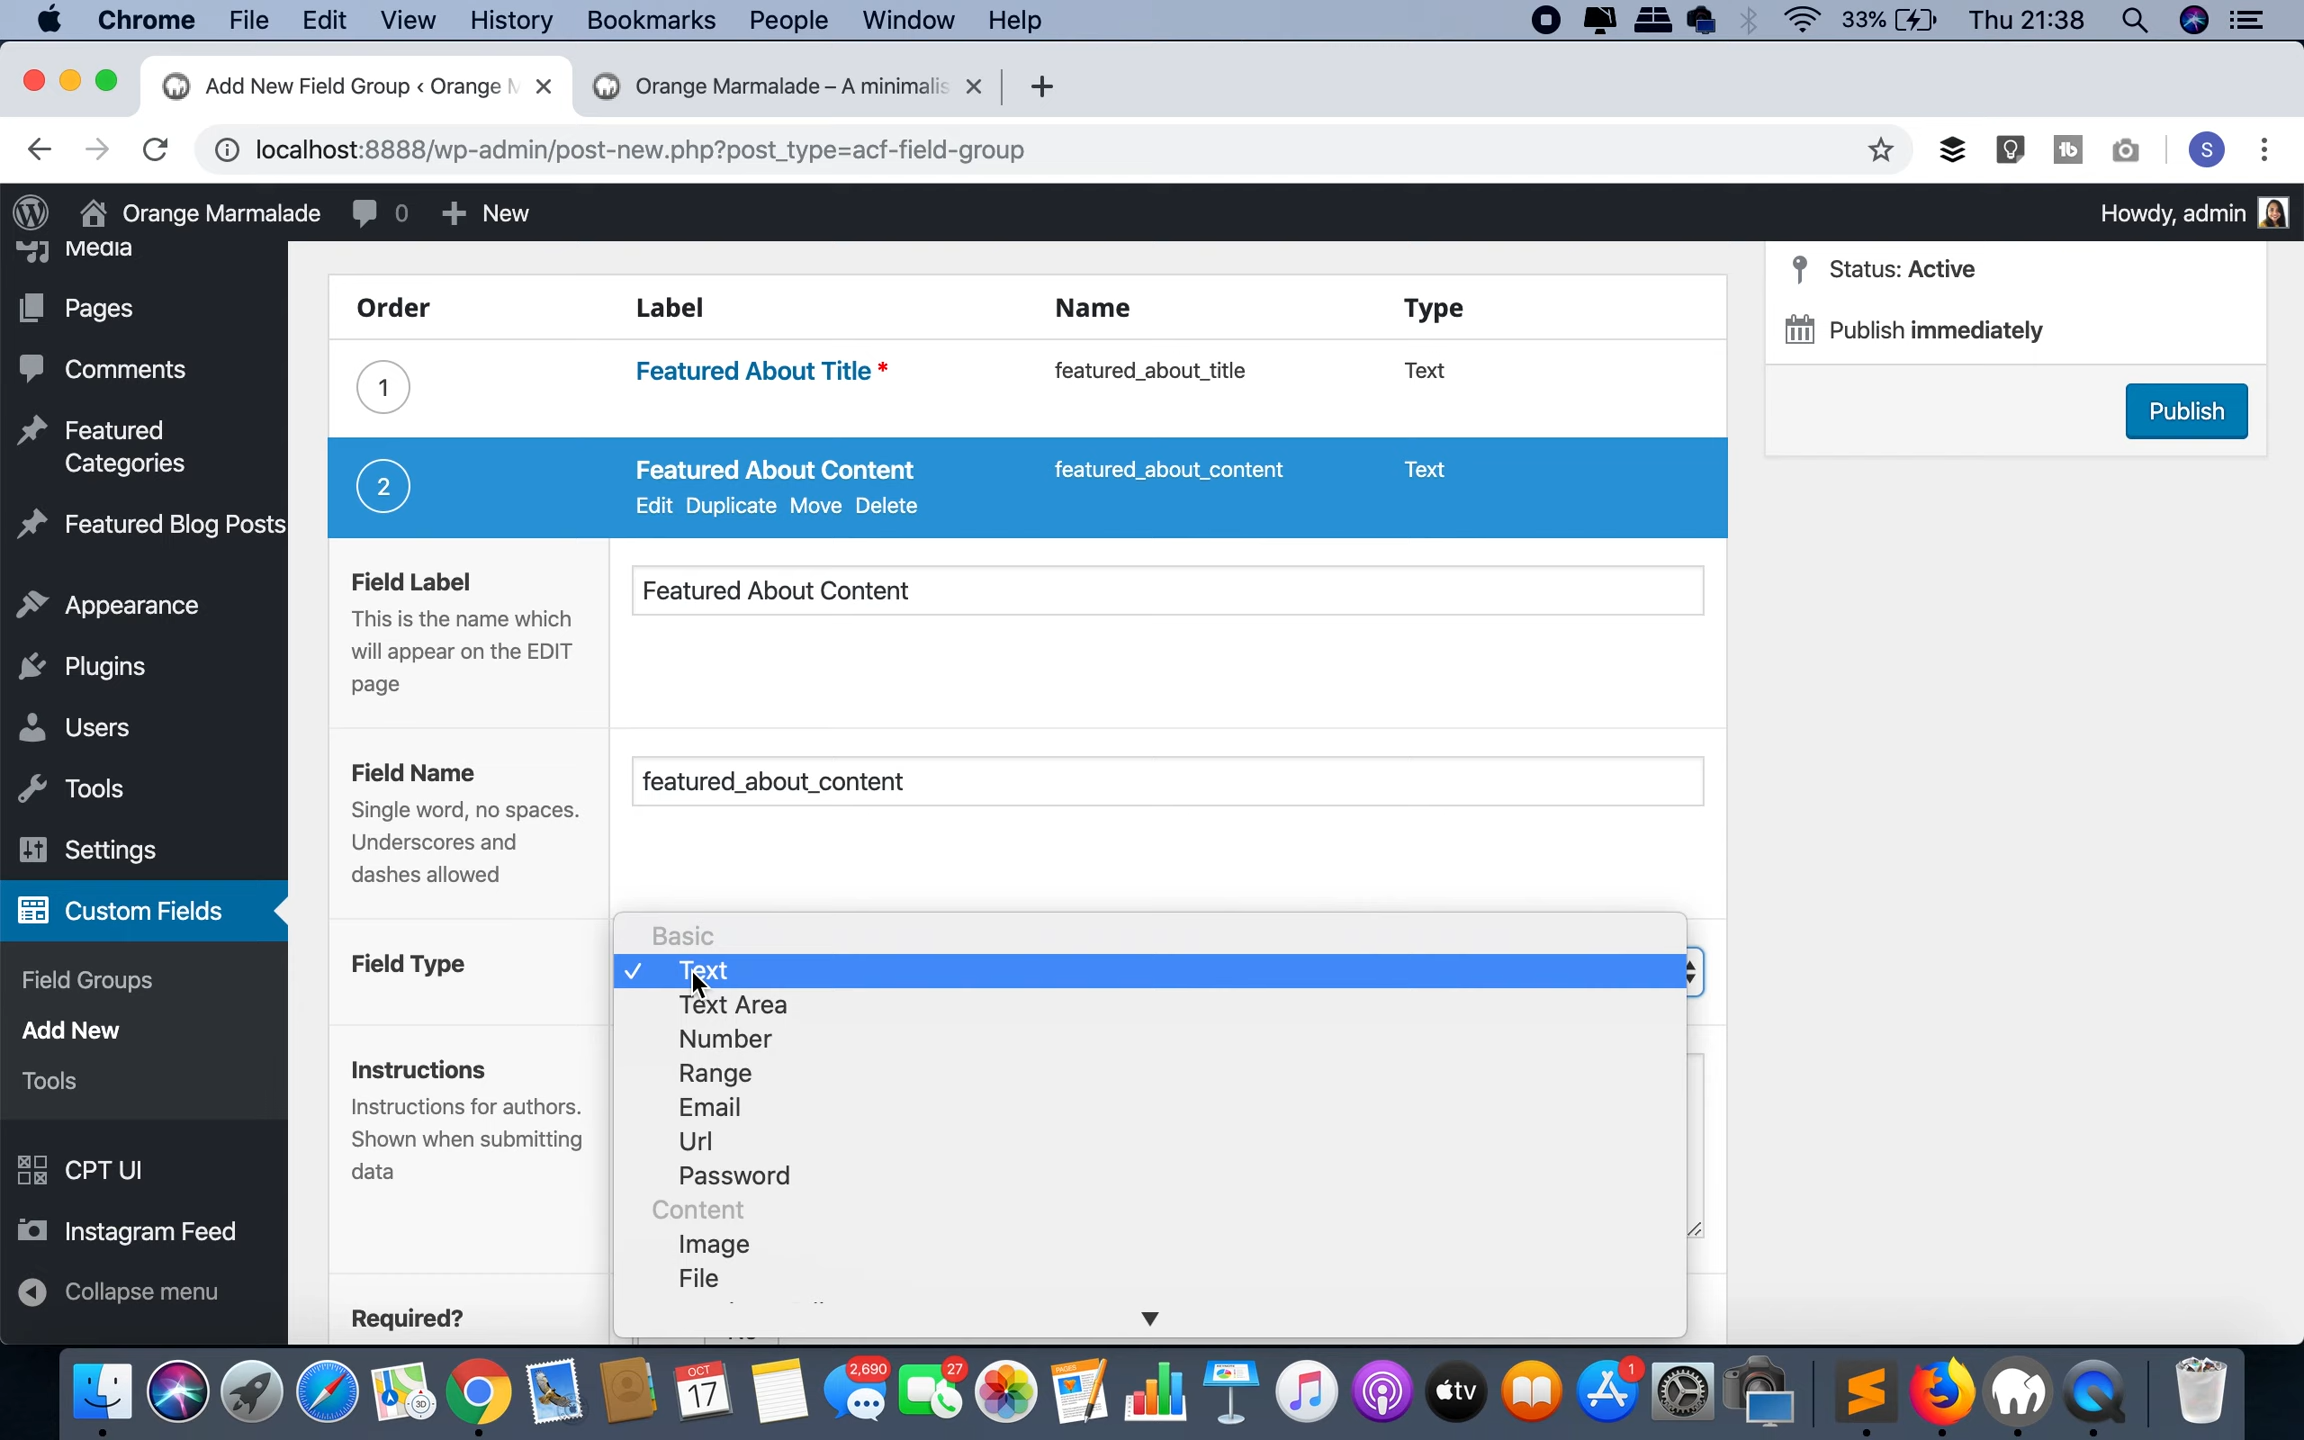 Chrome File Edit View History Bookmarks People Window Help 33% Thu 21:38
Add New Field Group ‹ Orange M
Orange Marmalade – A minimalis
localhost:8888/wp-admin/post-new.php?post_type=acf-field-group
S
Orange Marmalade 0 New
Howdy, admin
Media
Pages
Comments
Featured
Categories
Featured Blog Posts
Appearance
Plugins
Users
Tools
Settings
Custom Fields
Field Groups
Add New
Tools
CPT UI
Instagram Feed
Collapse menu
Order Label Name Type
1 Featured About Title * featured_about_title Text
2 Featured About Content featured_about_content Text
Edit Duplicate Move Delete
Field Label
This is the name which
will appear on the EDIT
page
Featured About Content
Field Name
Single word, no spaces.
Underscores and
dashes allowed
featured_about_content
Field Type
Basic
Text
Text Area
Number
Range
Email
Url
Password
Content
Image
File
Instructions
Instructions for authors.
Shown when submitting
data
Required?
Status: Active
Publish immediately
Publish
3D
OCT
17
2,690
27
PAGES
tv
1